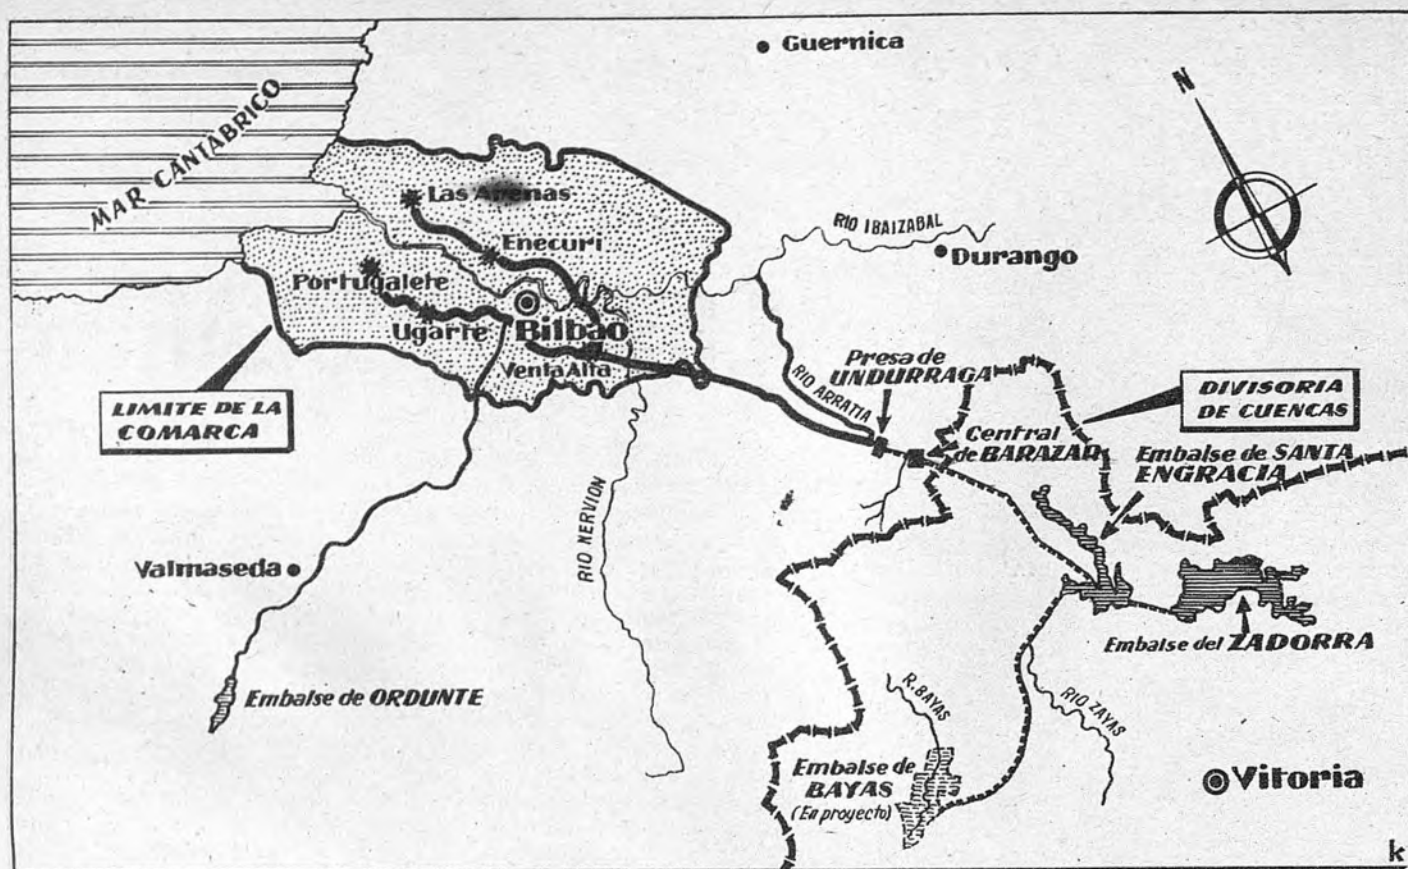 Guernica
N
MAR CANTABRICO
Las Arenas
RIO IBAIZABAL
Enecuri
Durango
Portugalete
Ugarte
Bilbao
Venta Alta
Presa de
UNDURRAGA
RIO ARRATIA
DIVISORIA
DE CUENCAS
LIMITE DE LA
COMARCA
Central
de BARAZAR
Embalse de SANTA
ENGRACIA
RIO NERVION
Valmaseda
Embalse del ZADORRA
Embalse de ORDUNTE
R. BAYAS
RIO ZAYAS
Embalse de
BAYAS
(En proyecto)
Vitoria
k